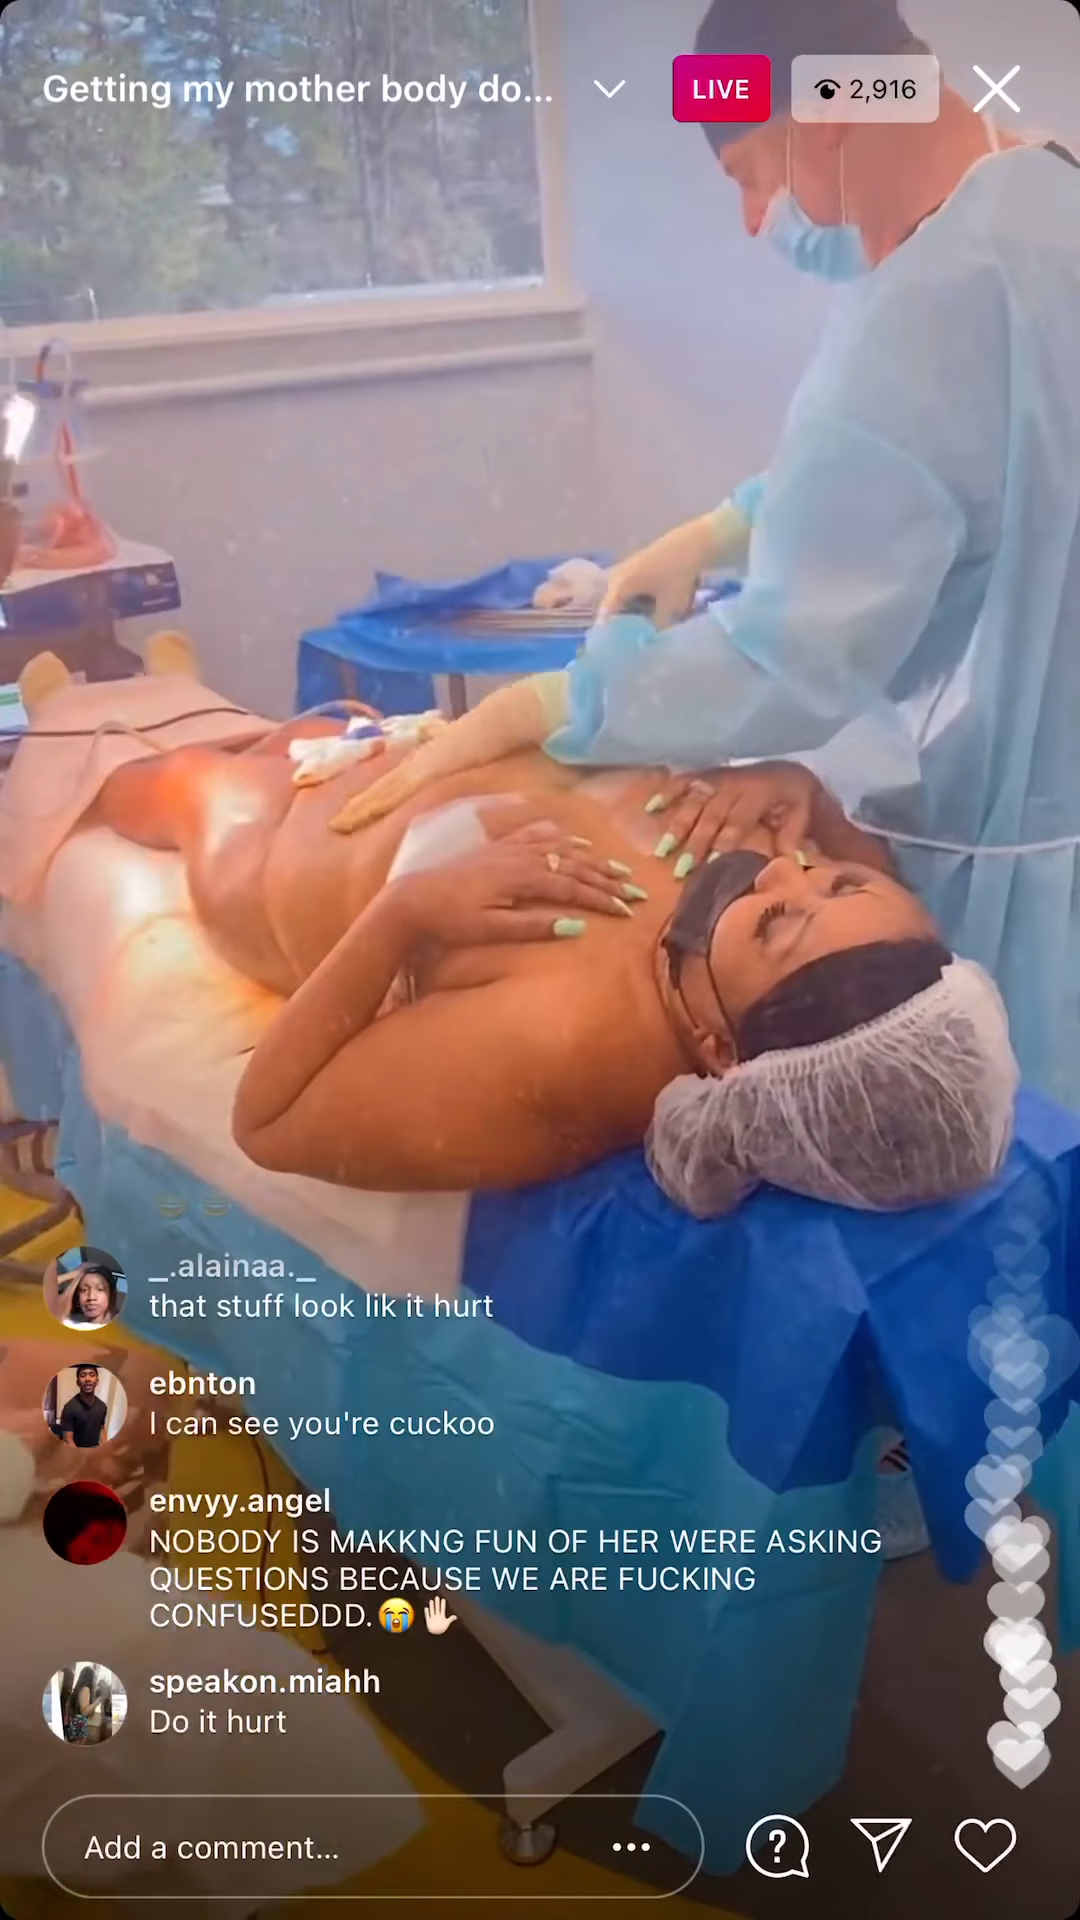 Getting my mother body do...
LIVE
2,916
_.alainaa._
that stuff look lik it hurt
ebnton
I can see you're cuckoo
envyy.angel
NOBODY IS MAKKNG FUN OF HER WERE ASKING
QUESTIONS BECAUSE WE ARE FUCKING
CONFUSEDDD.😭✋🏻
speakon.miahh
Do it hurt
Add a comment...